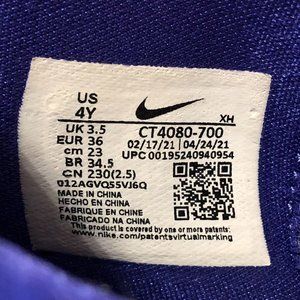 US
4Y
UK 3.5
EUR 36
cm 23
BR 34.5
CN 230(2.5)
XH
CT4080-700
02/17/21 04/24/21
UPC 00195240940954
012AGVQS5VJ6Q
MADE IN CHINA
HECHO EN CHINA
FABRIQUE EN CHINE
FABRICADO NA CHINA
This product is covered by one or more patents:
www.nike.com/patentsvirtualmarking